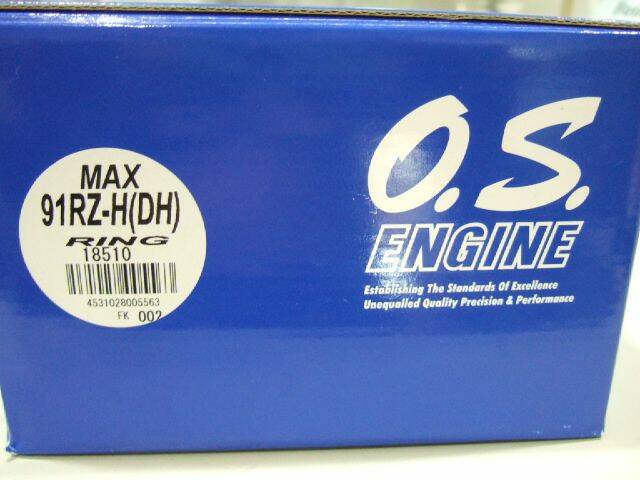 MAX
91RZ-H(DH)
RING
18510
4531028005563
FK 002
O.S.
ENGINE
Establishing The Standards Of Excellence
Unequalled Quality Precision & Performance